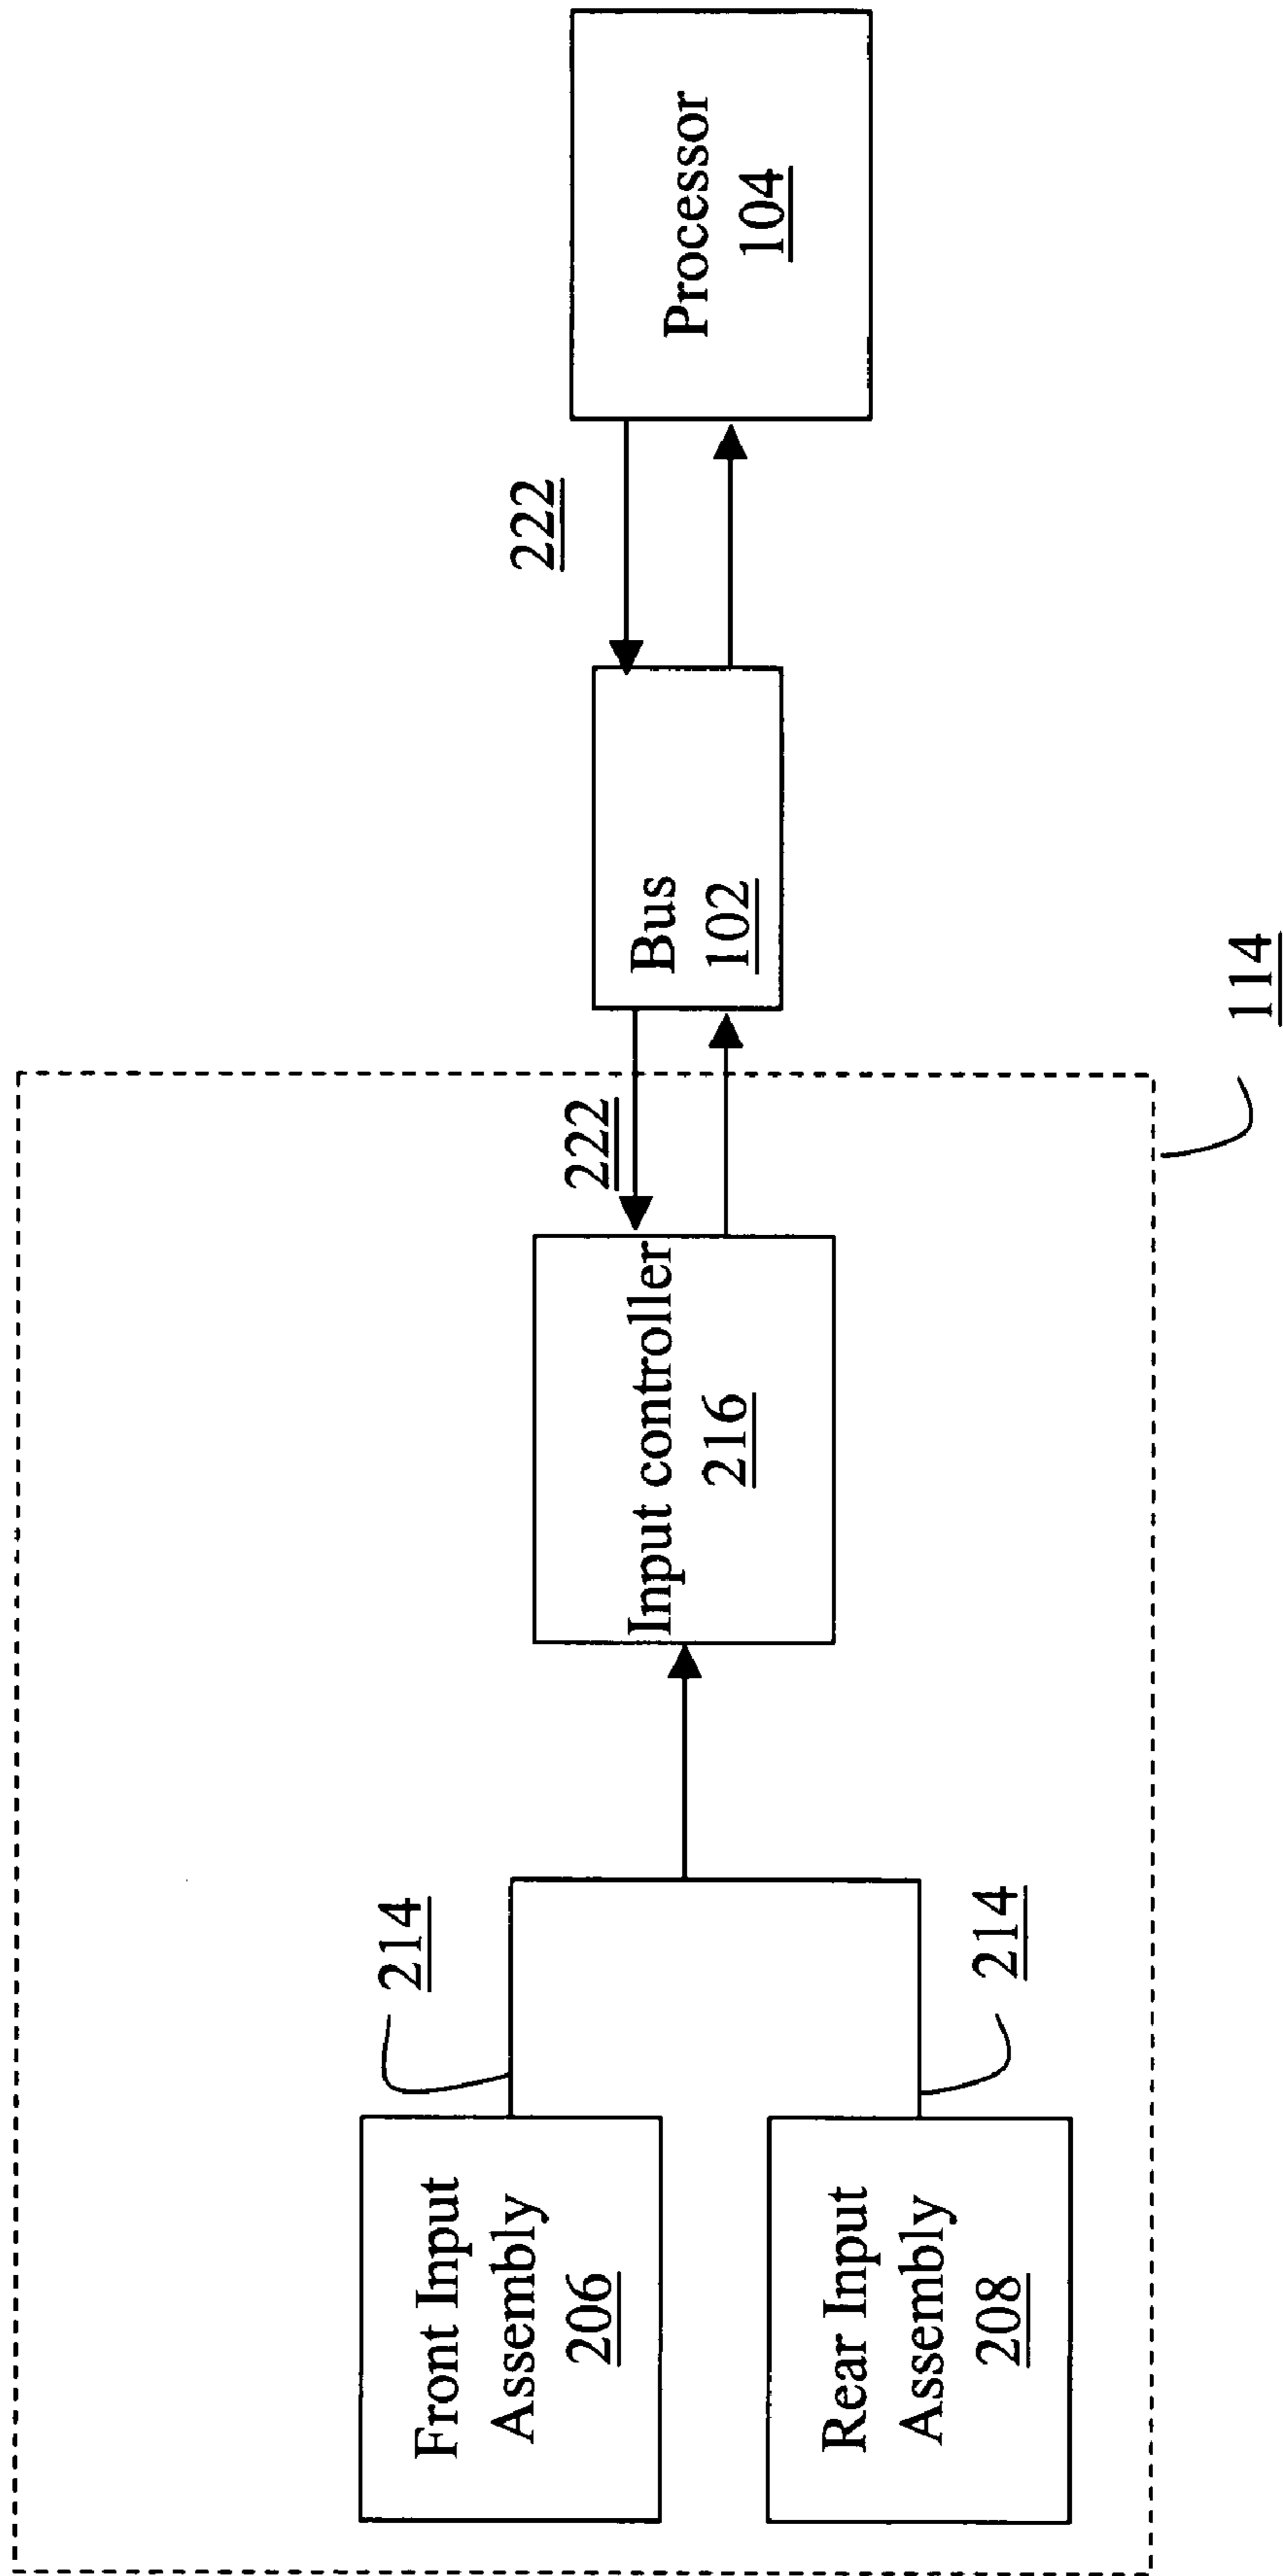 Front Input
Assembly
206
214
Rear Input
Assembly
208
214
Input controller
216
222
Bus
102
222
Processor
104
114